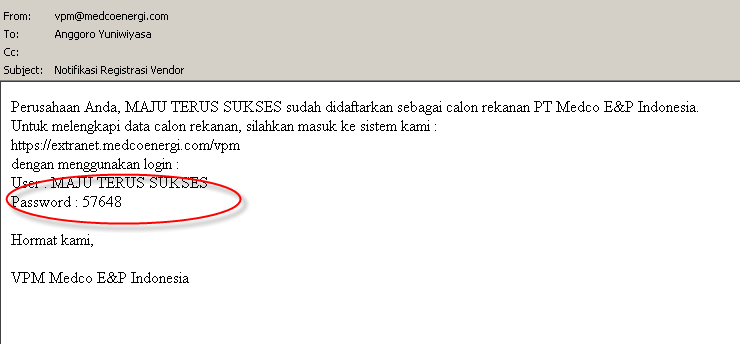 From: vpm@medcoenergi.com
To: Anggoro Yuniwiyasa
Cc:
Subject: Notifikasi Registrasi Vendor
Perusahaan Anda, MAJU TERUS SUKSES sudah didaftarkan sebagai calon rekanan PT Medco E&P Indonesia.
Untuk melengkapi data calon rekanan, silahkan masuk ke sistem kami :
https://extranet.medcoenergi.com/vpm
dengan menggunakan login :
User : MAJU TERUS SUKSES
Password : 57648
Hormat kami,
VPM Medco E&P Indonesia